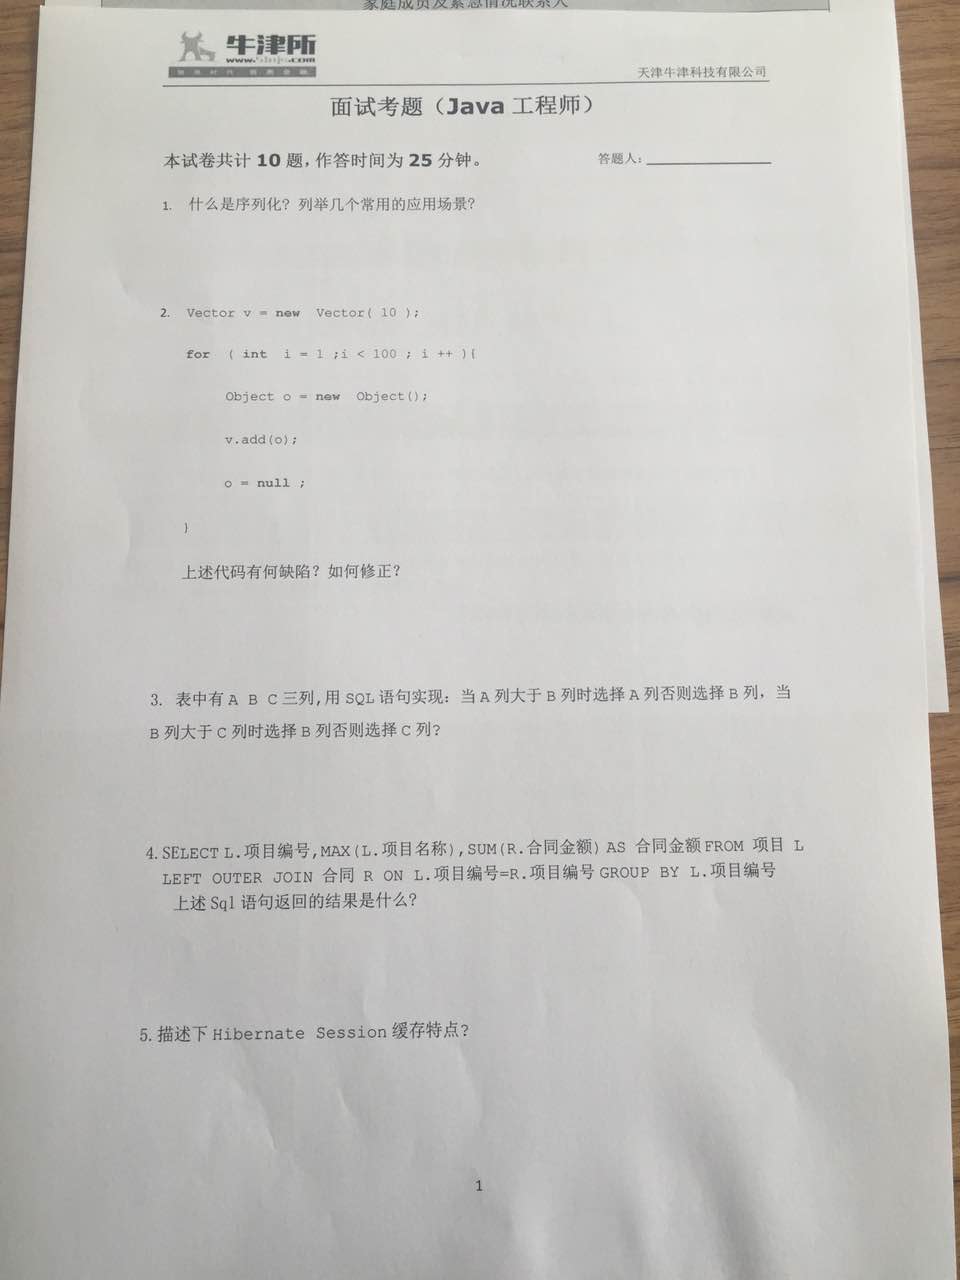 家庭成员及紧急情况联系人
牛津所
天津牛津科技有限公司
面试考题（Java 工程师）
本试卷共计 10 题，作答时间为 25 分钟。
答题人：
1. 什么是序列化？列举几个常用的应用场景？
2. Vector v = new Vector( 10 );
for ( int i = 1 ;i < 100 ; i ++ ){
Object o = new Object();
v.add(o);
o = null ;
}
上述代码有何缺陷？如何修正？
3. 表中有 A B C 三列,用 SQL 语句实现：当 A 列大于 B 列时选择 A 列否则选择 B 列，当
B 列大于 C 列时选择 B 列否则选择 C 列?
4. SELECT L.项目编号,MAX(L.项目名称),SUM(R.合同金额) AS 合同金额 FROM 项目 L
LEFT OUTER JOIN 合同 R ON L.项目编号=R.项目编号 GROUP BY L.项目编号
上述 Sql 语句返回的结果是什么?
5. 描述下 Hibernate Session 缓存特点?
1